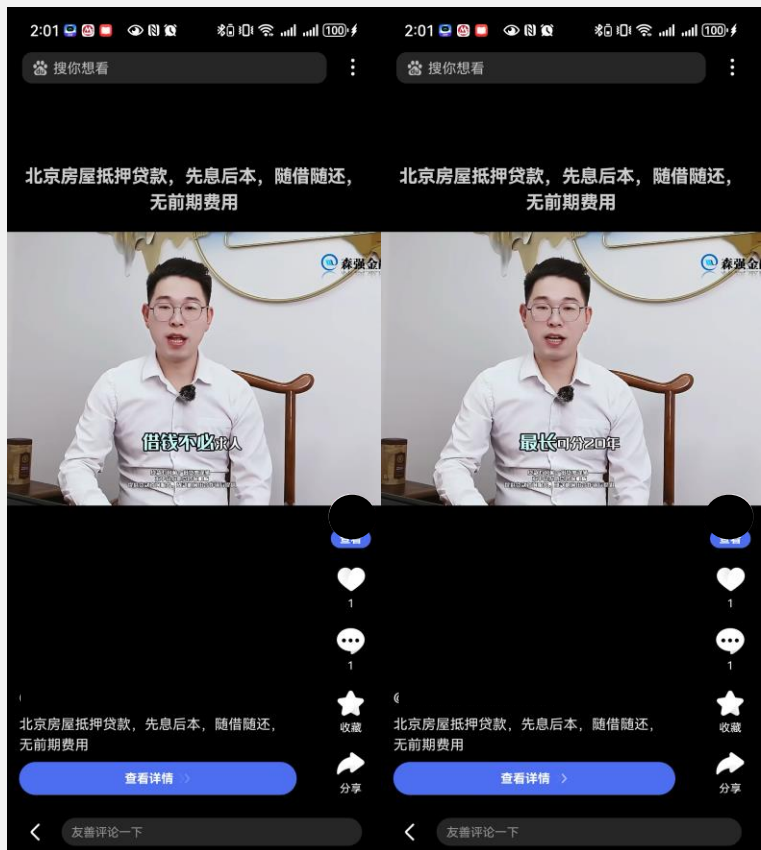 2:01
100
搜你想看
北京房屋抵押贷款，先息后本，随借随还，
无前期费用
森强金
借钱不必求人
查看
1
1
收藏
北京房屋抵押贷款，先息后本，随借随还，
无前期费用
查看详情
分享
友善评论一下
2:01
100
搜你想看
北京房屋抵押贷款，先息后本，随借随还，
无前期费用
森强金
最长可分20年
查看
1
1
收藏
北京房屋抵押贷款，先息后本，随借随还，
无前期费用
查看详情
分享
友善评论一下